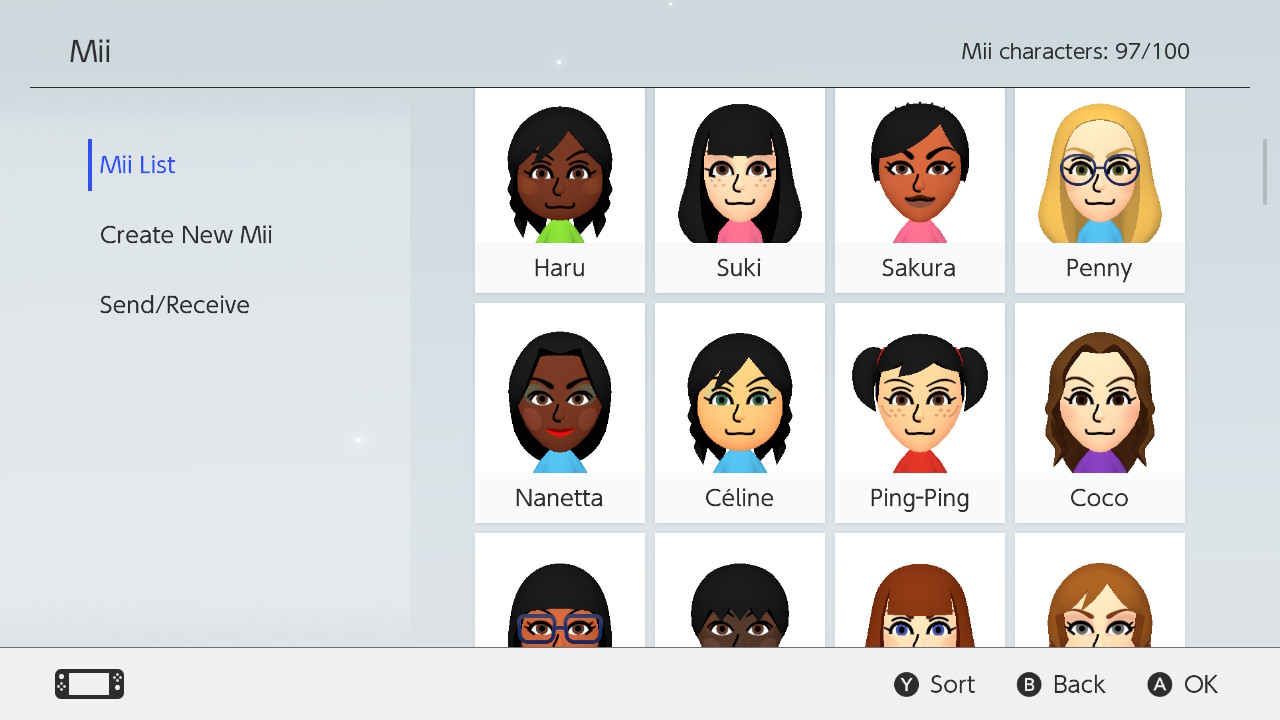 Mii
Mii characters: 97/100
Mii List
Create New Mii
Send/Receive
Haru
Suki
Sakura
Penny
Nanetta
Céline
Ping-Ping
Coco
Y Sort
B Back
A OK